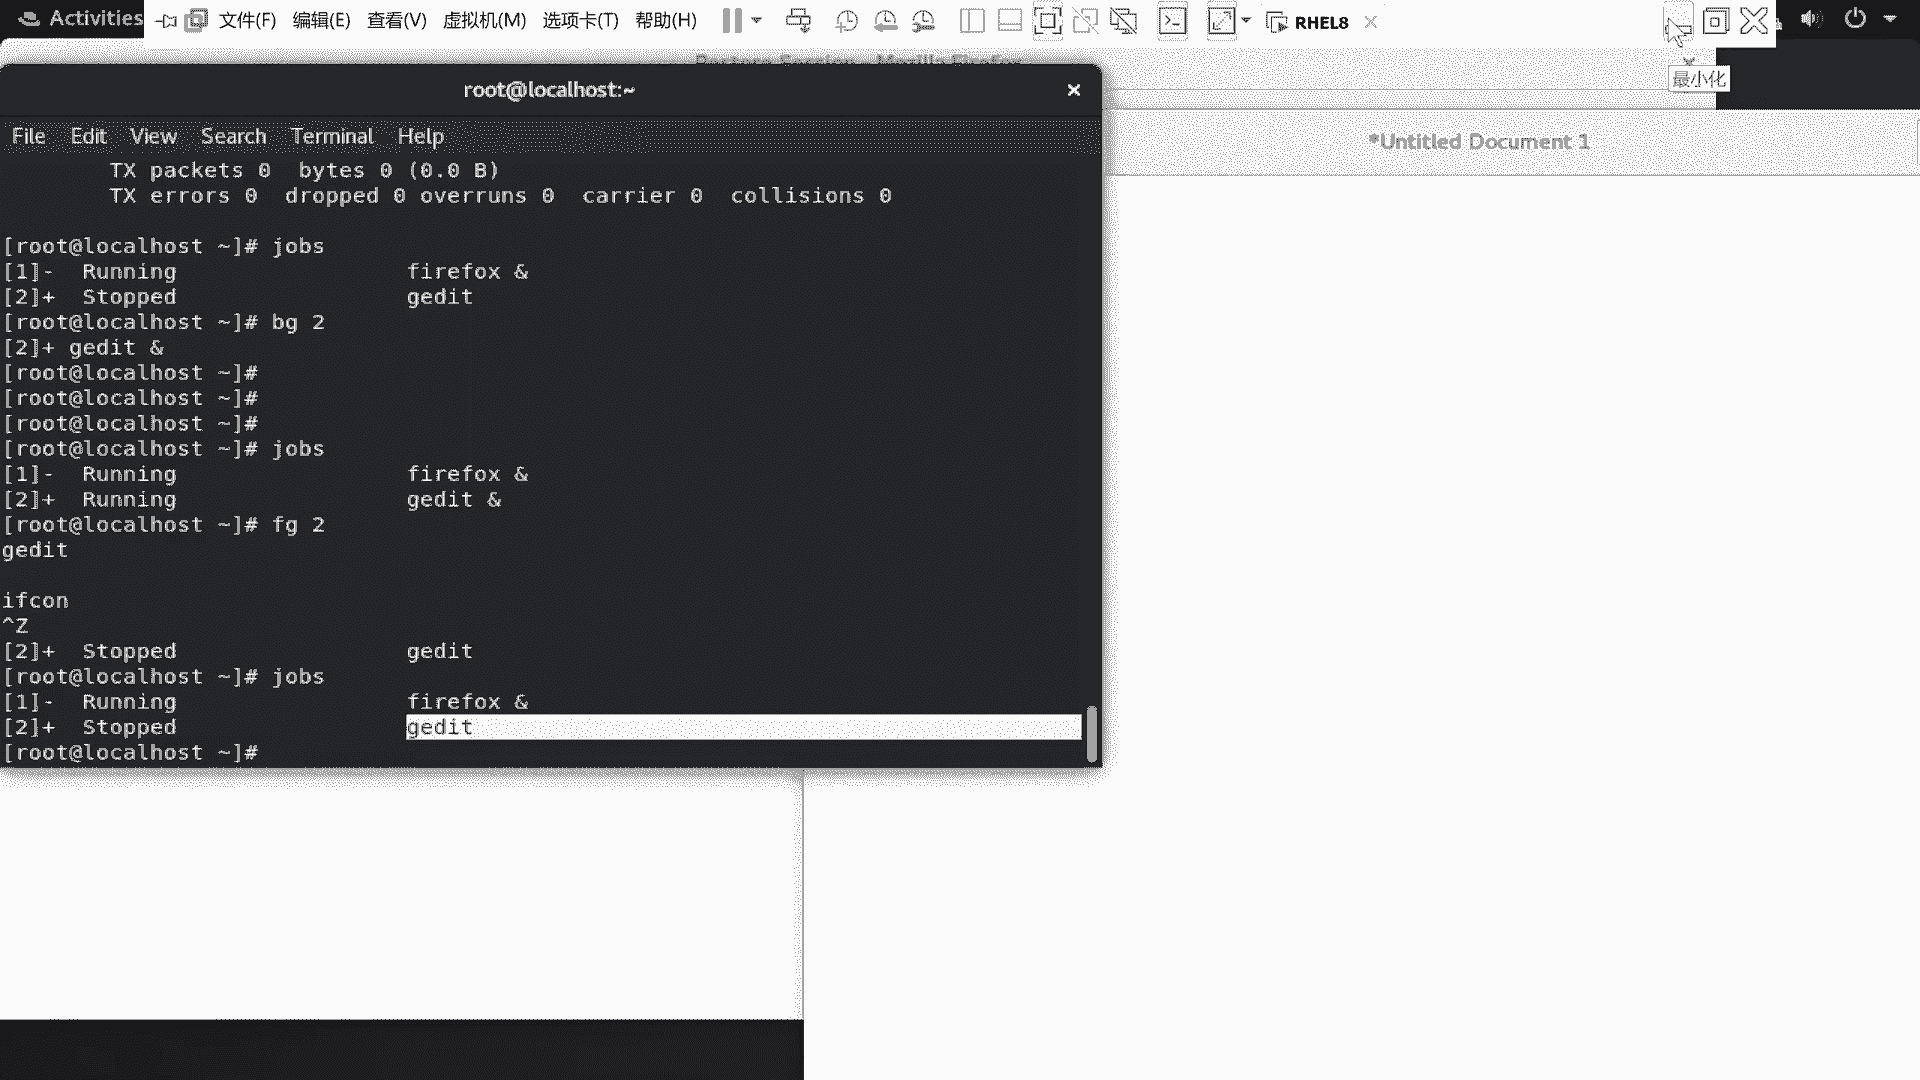 Activities
文件(F) 编辑(E) 查看(V) 虚拟机(M) 选项卡(T) 帮助(H) RHEL8
最小化
Restore Session - Mozilla Firefox
root@localhost:~
File Edit View Search Terminal Help
*Untitled Document 1
TX packets 0  bytes 0 (0.0 B)
TX errors 0  dropped 0 overruns 0  carrier 0  collisions 0
[root@localhost ~]# jobs
[1]-  Running                 firefox &
[2]+  Stopped                 gedit
[root@localhost ~]# bg 2
[2]+ gedit &
[root@localhost ~]#
[root@localhost ~]#
[root@localhost ~]#
[root@localhost ~]# jobs
[1]-  Running                 firefox &
[2]+  Running                 gedit &
[root@localhost ~]# fg 2
gedit
ifcon
^Z
[2]+  Stopped                 gedit
[root@localhost ~]# jobs
[1]-  Running                 firefox &
[2]+  Stopped                 gedit
[root@localhost ~]#